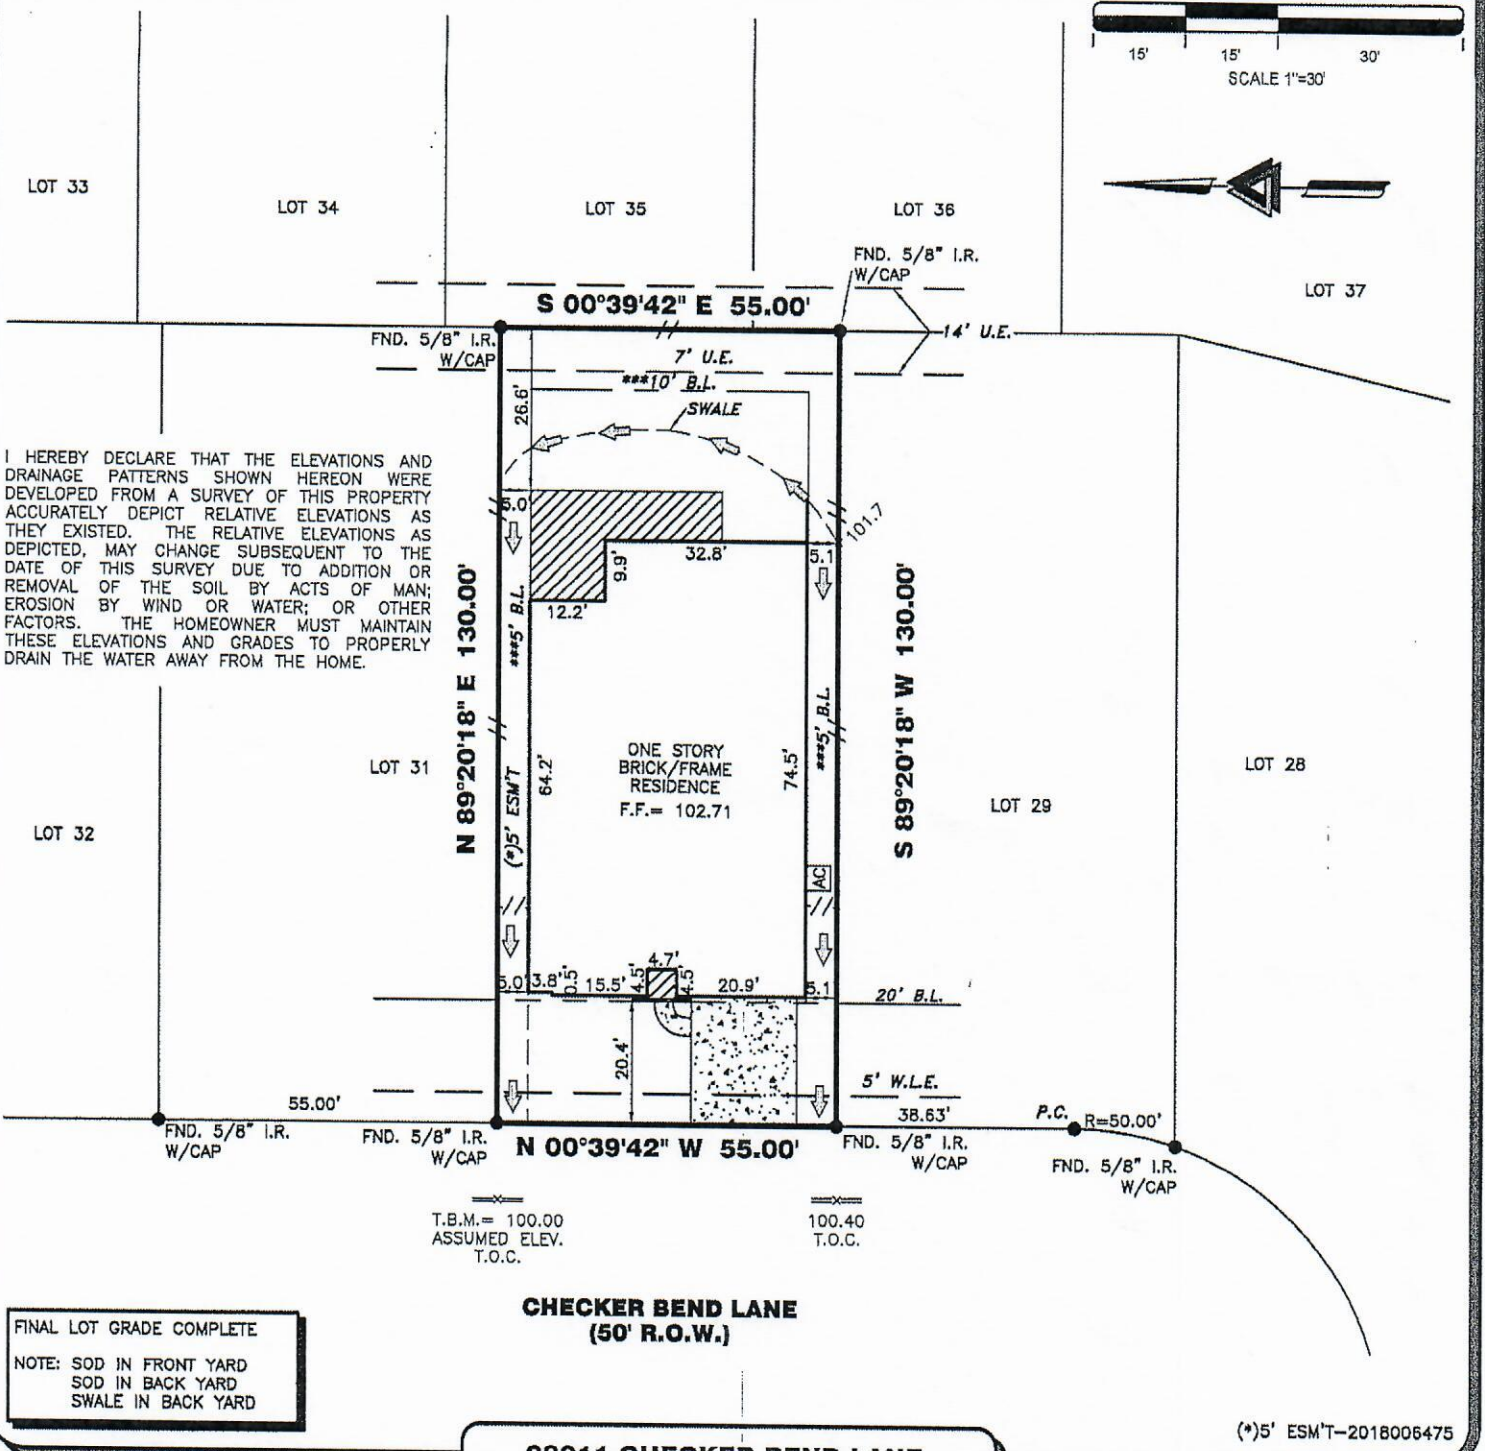 15' 15' 30'
SCALE 1"=30'
LOT 33
LOT 34
LOT 35
LOT 36
FND. 5/8" I.R.
W/CAP
LOT 37
S 00°39'42" E 55.00'
FND. 5/8" I.R.
W/CAP
14' U.E.
7' U.E.
***10' B.L.
26.6'
SWALE
I HEREBY DECLARE THAT THE ELEVATIONS AND
DRAINAGE PATTERNS SHOWN HEREON WERE
DEVELOPED FROM A SURVEY OF THIS PROPERTY
ACCURATELY DEPICT RELATIVE ELEVATIONS AS
THEY EXISTED. THE RELATIVE ELEVATIONS AS
DEPICTED, MAY CHANGE SUBSEQUENT TO THE
DATE OF THIS SURVEY DUE TO ADDITION OR
REMOVAL OF THE SOIL BY ACTS OF MAN;
EROSION BY WIND OR WATER; OR OTHER
FACTORS. THE HOMEOWNER MUST MAINTAIN
THESE ELEVATIONS AND GRADES TO PROPERLY
DRAIN THE WATER AWAY FROM THE HOME.
5.0'
101.7
32.8'
5.1
9.9'
12.2'
***5' B.L.
N 89°20'18" E 130.00'
S 89°20'18" W 130.00'
***5' B.L.
LOT 31
(*)5' ESM'T
64.2'
ONE STORY
BRICK/FRAME
RESIDENCE
F.F.= 102.71
74.5'
LOT 28
LOT 29
LOT 32
AC
4.7'
5.0' 3.8' 0.5' 15.5' 4.5' 4.5' 20.9' 5.1
20' B.L.
20.4'
5' W.L.E.
55.00'
38.63'
P.C.
R=50.00'
FND. 5/8" I.R.
W/CAP
FND. 5/8" I.R.
W/CAP
N 00°39'42" W 55.00'
FND. 5/8" I.R.
W/CAP
FND. 5/8" I.R.
W/CAP
T.B.M.= 100.00
ASSUMED ELEV.
T.O.C.
100.40
T.O.C.
CHECKER BEND LANE
(50' R.O.W.)
FINAL LOT GRADE COMPLETE
NOTE: SOD IN FRONT YARD
SOD IN BACK YARD
SWALE IN BACK YARD
(*)5' ESM'T-2018006475
CHECKER BEND LANE